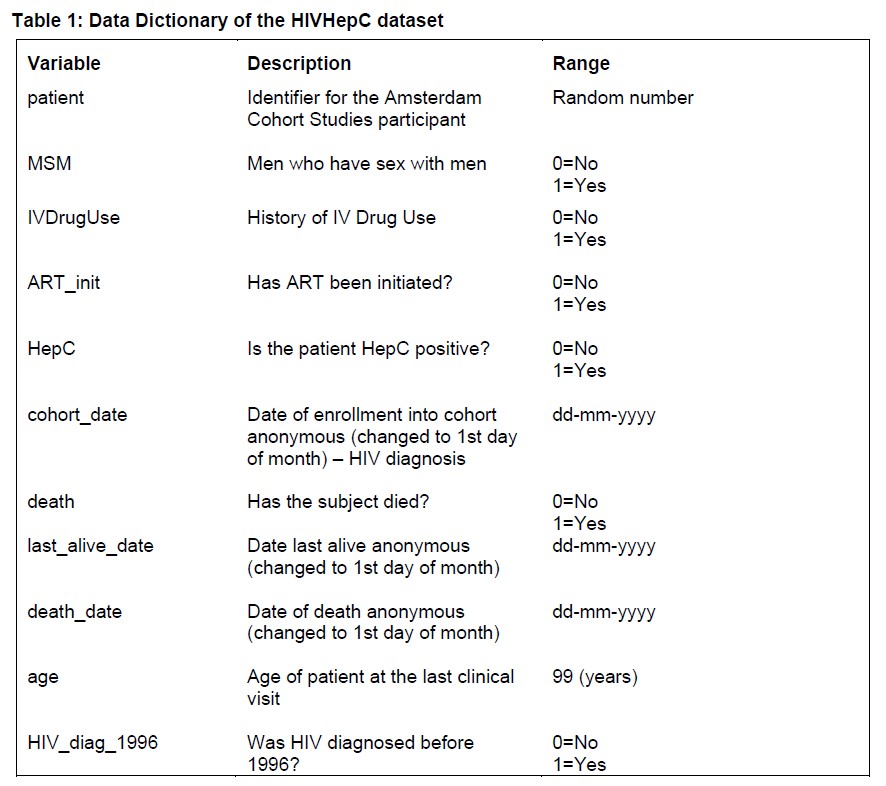 Table 1: Data Dictionary of the HIVHepC dataset
Variable Description Range
patient Identifier for the Amsterdam Random number
Cohort Studies participant
MSM Men who have sex with men 0=No
1=Yes
IVDrugUse History of IV Drug Use 0=No
1=Yes
ART_init Has ART been initiated? 0=No
1=Yes
HepC Is the patient HepC positive? 0=No
1=Yes
cohort_date Date of enrollment into cohort dd-mm-yyyy
anonymous (changed to 1st day
of month) – HIV diagnosis
death Has the subject died? 0=No
1=Yes
last_alive_date Date last alive anonymous dd-mm-yyyy
(changed to 1st day of month)
death_date Date of death anonymous dd-mm-yyyy
(changed to 1st day of month)
age Age of patient at the last clinical 99 (years)
visit
HIV_diag_1996 Was HIV diagnosed before 0=No
1996? 1=Yes